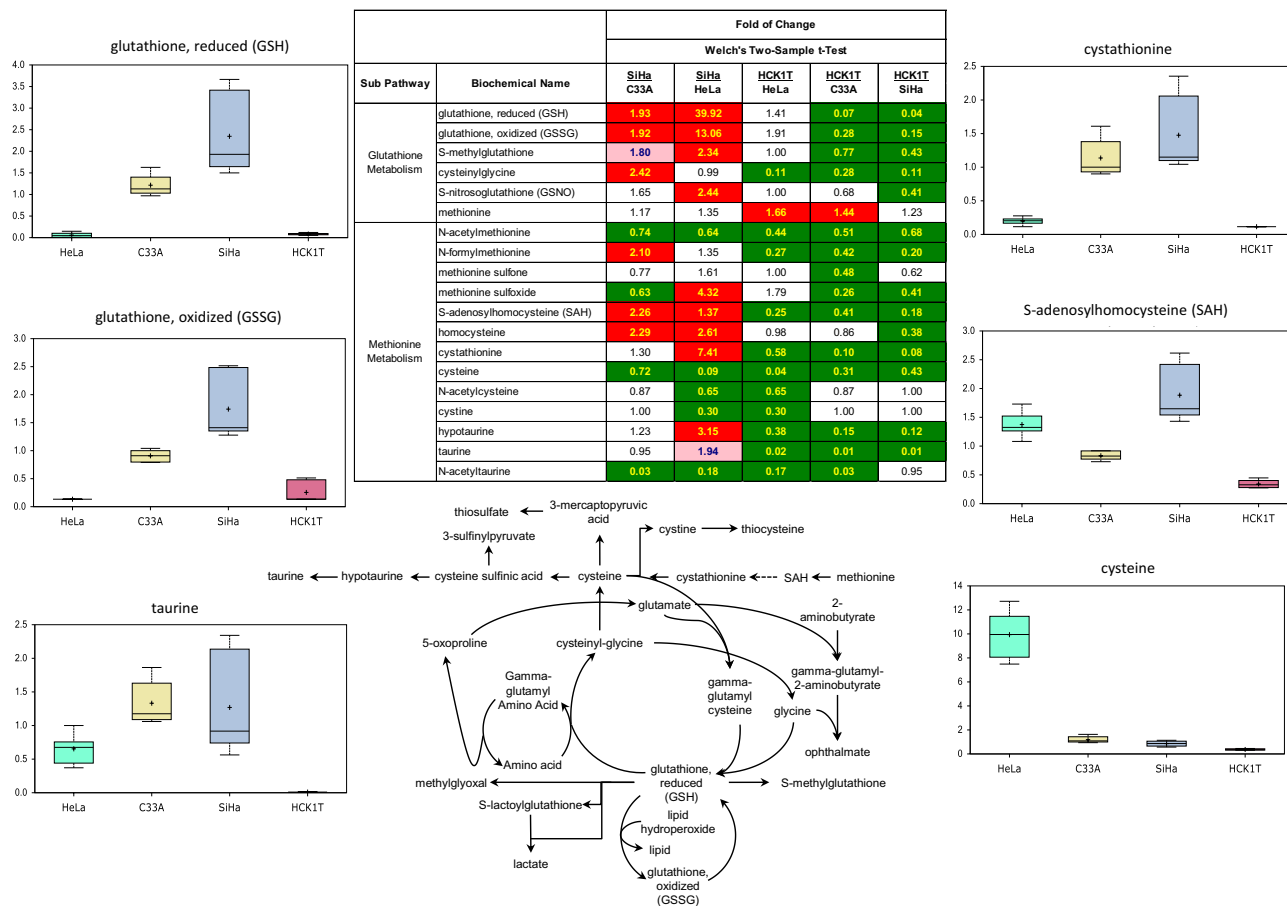 glutathione, reduced (GSH)
4.0
3.5
3.0
2.5
2.0
1.5
1.0
0.5
0.0
HeLa C33A SiHa HCK1T
glutathione, oxidized (GSSG)
3.0
2.5
2.0
1.5
1.0
0.5
0.0
HeLa C33A SiHa HCK1T
taurine
2.5
2.0
1.5
1.0
0.5
0.0
HeLa C33A SiHa HCK1T
Fold of Change
Welch's Two-Sample t-Test
Sub Pathway Biochemical Name SiHa C33A SiHa HeLa HCK1T HeLa HCK1T C33A HCK1T SiHa
Glutathione Metabolism
glutathione, reduced (GSH) 1.93 39.92 1.41 0.07 0.04
glutathione, oxidized (GSSG) 1.92 13.06 1.91 0.28 0.15
S-methylglutathione 1.80 2.34 1.00 0.77 0.43
cysteinylglycine 2.42 0.99 0.11 0.28 0.11
S-nitrosoglutathione (GSNO) 1.65 2.44 1.00 0.68 0.41
methionine 1.17 1.35 1.66 1.44 1.23
Methionine Metabolism
N-acetylmethionine 0.74 0.64 0.44 0.51 0.68
N-formylmethionine 2.10 1.35 0.27 0.42 0.20
methionine sulfone 0.77 1.61 1.00 0.48 0.62
methionine sulfoxide 0.63 4.32 1.79 0.26 0.41
S-adenosylhomocysteine (SAH) 2.26 1.37 0.25 0.41 0.18
homocysteine 2.29 2.61 0.98 0.86 0.38
cystathionine 1.30 7.41 0.58 0.10 0.08
cysteine 0.72 0.09 0.04 0.31 0.43
N-acetylcysteine 0.87 0.65 0.65 0.87 1.00
cystine 1.00 0.30 0.30 1.00 1.00
hypotaurine 1.23 3.15 0.38 0.15 0.12
taurine 0.95 1.94 0.02 0.01 0.01
N-acetyltaurine 0.03 0.18 0.17 0.03 0.95
thiosulfate
3-mercaptopyruvic
acid
3-sulfinylpyruvate
cystine
thiocysteine
taurine
hypotaurine
cysteine sulfinic acid
cysteine
cystathionine
SAH
methionine
glutamate
2-
aminobutyrate
5-oxoproline
cysteinyl-glycine
Gamma-
glutamyl
Amino Acid
gamma-
glutamyl
cysteine
glycine
gamma-glutamyl-
2-aminobutyrate
Amino acid
ophthalmate
methylglyoxal
glutathione,
reduced
(GSH)
S-methylglutathione
S-lactoylglutathione
lipid
hydroperoxide
lipid
lactate
glutathione,
oxidized
(GSSG)
cystathionine
2.5
2.0
1.5
1.0
0.5
0.0
HeLa C33A SiHa HCK1T
S-adenosylhomocysteine (SAH)
3.0
2.5
2.0
1.5
1.0
0.5
0.0
HeLa C33A SiHa HCK1T
cysteine
14
12
10
8
6
4
2
0
HeLa C33A SiHa HCK1T